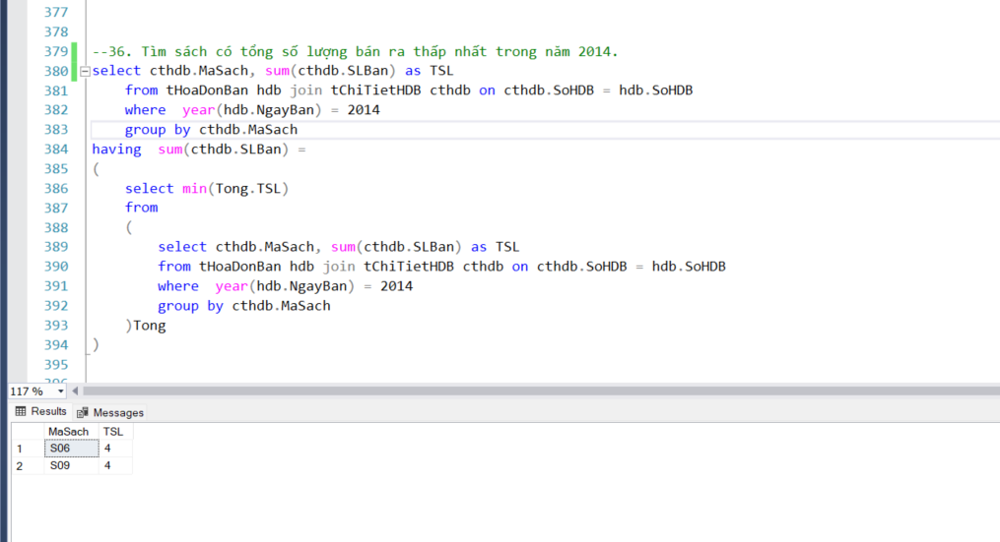 377
378
379 --36. Tìm sách có tổng số lượng bán ra thấp nhất trong năm 2014.
380 select cthdb.MaSach, sum(cthdb.SLBan) as TSL
381 from tHoaDonBan hdb join tChiTietHDB cthdb on cthdb.SoHDB = hdb.SoHDB
382 where year(hdb.NgayBan) = 2014
383 group by cthdb.MaSach
384 having sum(cthdb.SLBan) =
385 (
386 select min(Tong.TSL)
387 from
388 (
389 select cthdb.MaSach, sum(cthdb.SLBan) as TSL
390 from tHoaDonBan hdb join tChiTietHDB cthdb on cthdb.SoHDB = hdb.SoHDB
391 where year(hdb.NgayBan) = 2014
392 group by cthdb.MaSach
393 )Tong
394 )
395
117 %
Results Messages
MaSach TSL
1 S06 4
2 S09 4